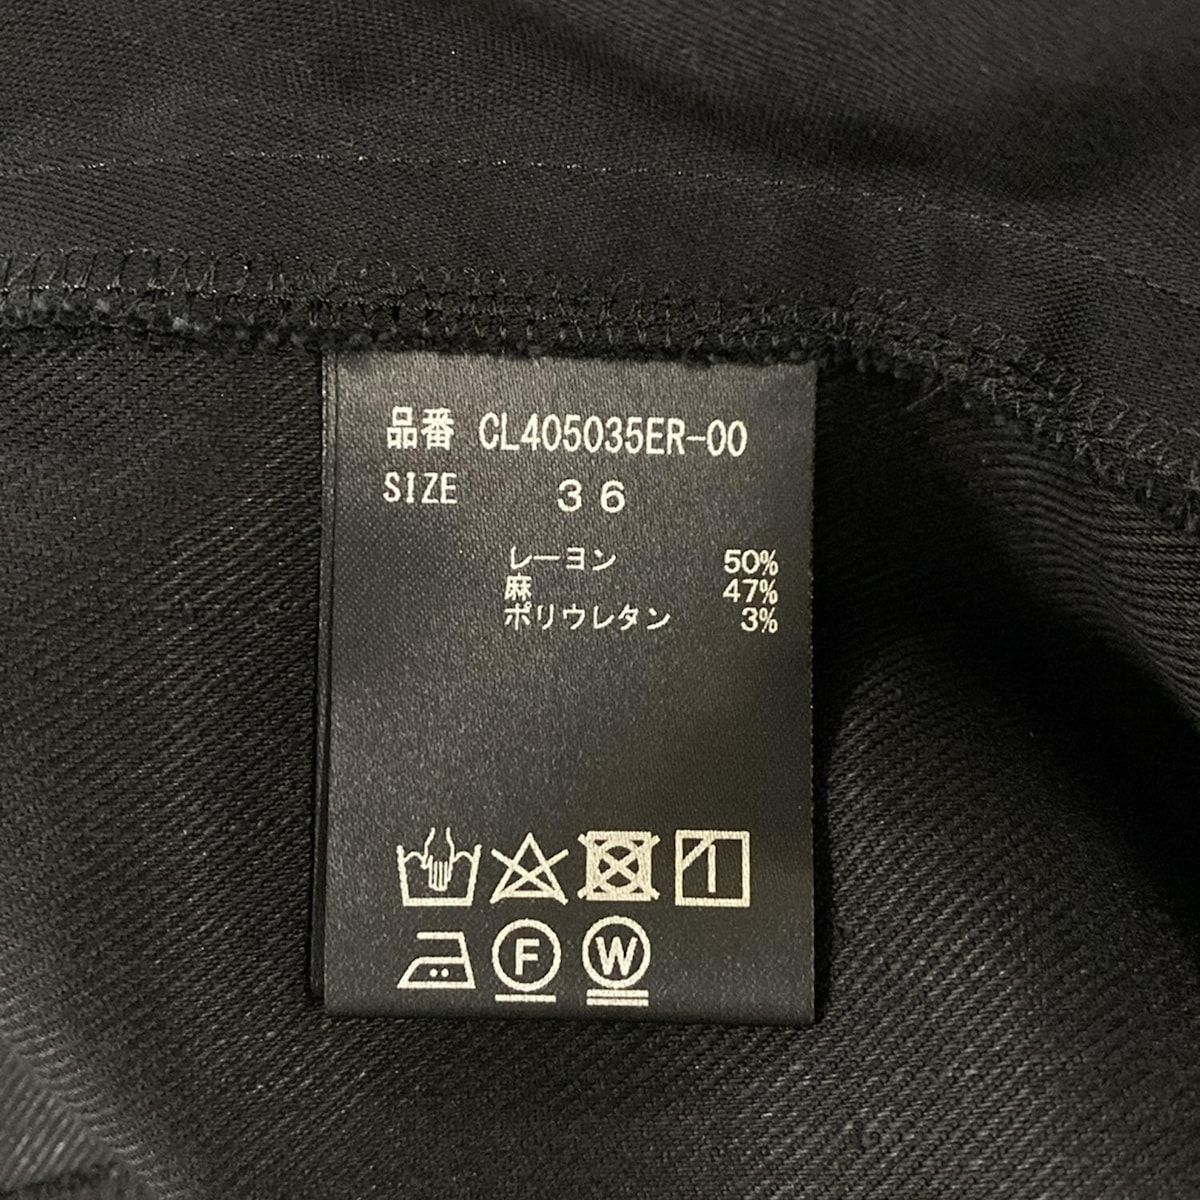 品番 CL405035ER-00
SIZE 36
レーヨン 50%
麻 47%
ポリウレタン 3%
F W